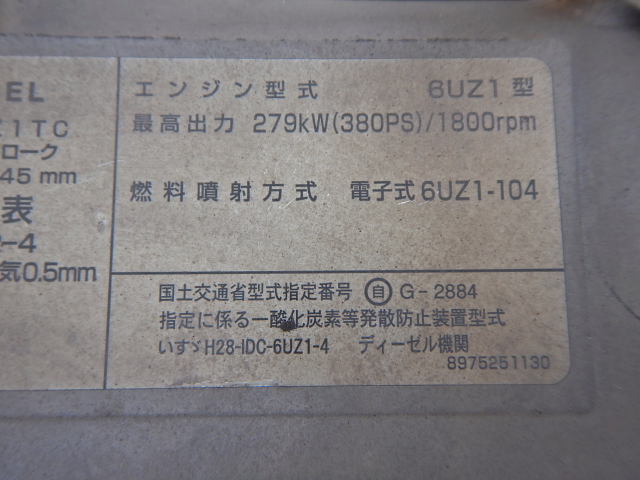 EL
1TC
ローク
45 mm
表
-4
気0.5mm
エンジン型式 6UZ1型
最高出力 279kW(380PS)/1800rpm
燃料噴射方式 電子式6UZ1-104
国土交通省型式指定番号 自 G-2884
指定に係る一酸化炭素等発散防止装置型式
いすゞH28-IDC-6UZ1-4 ディーゼル機関
8975251130